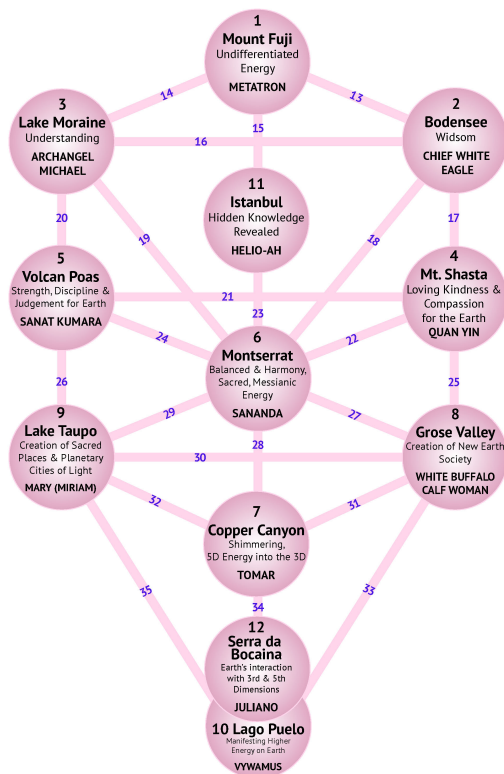 1
Mount Fuji
Undifferentiated
Energy
METATRON
14
13
3
Lake Moraine
Understanding
ARCHANGEL
MICHAEL
2
Bodensee
Widsom
CHIEF WHITE
EAGLE
15
16
11
Istanbul
Hidden Knowledge
Revealed
HELIO-AH
20
19
18
17
5
Volcan Poas
Strength, Discipline &
Judgement for Earth
SANAT KUMARA
4
Mt. Shasta
Loving Kindness &
Compassion
for the Earth
QUAN YIN
21
23
24
22
6
Montserrat
Balanced & Harmony,
Sacred, Messianic
Energy
SANANDA
26
25
29
27
9
Lake Taupo
Creation of Sacred
Places & Planetary
Cities of Light
MARY (MIRIAM)
8
Grose Valley
Creation of New Earth
Society
WHITE BUFFALO
CALF WOMAN
28
30
32
31
7
Copper Canyon
Shimmering,
5D Energy into the 3D
TOMAR
35
33
34
12
Serra da
Bocaina
Earth's interaction
with 3rd & 5th
Dimensions
JULIANO
10 Lago Puelo
Manifesting Higher
Energy on Earth
VYWAMUS